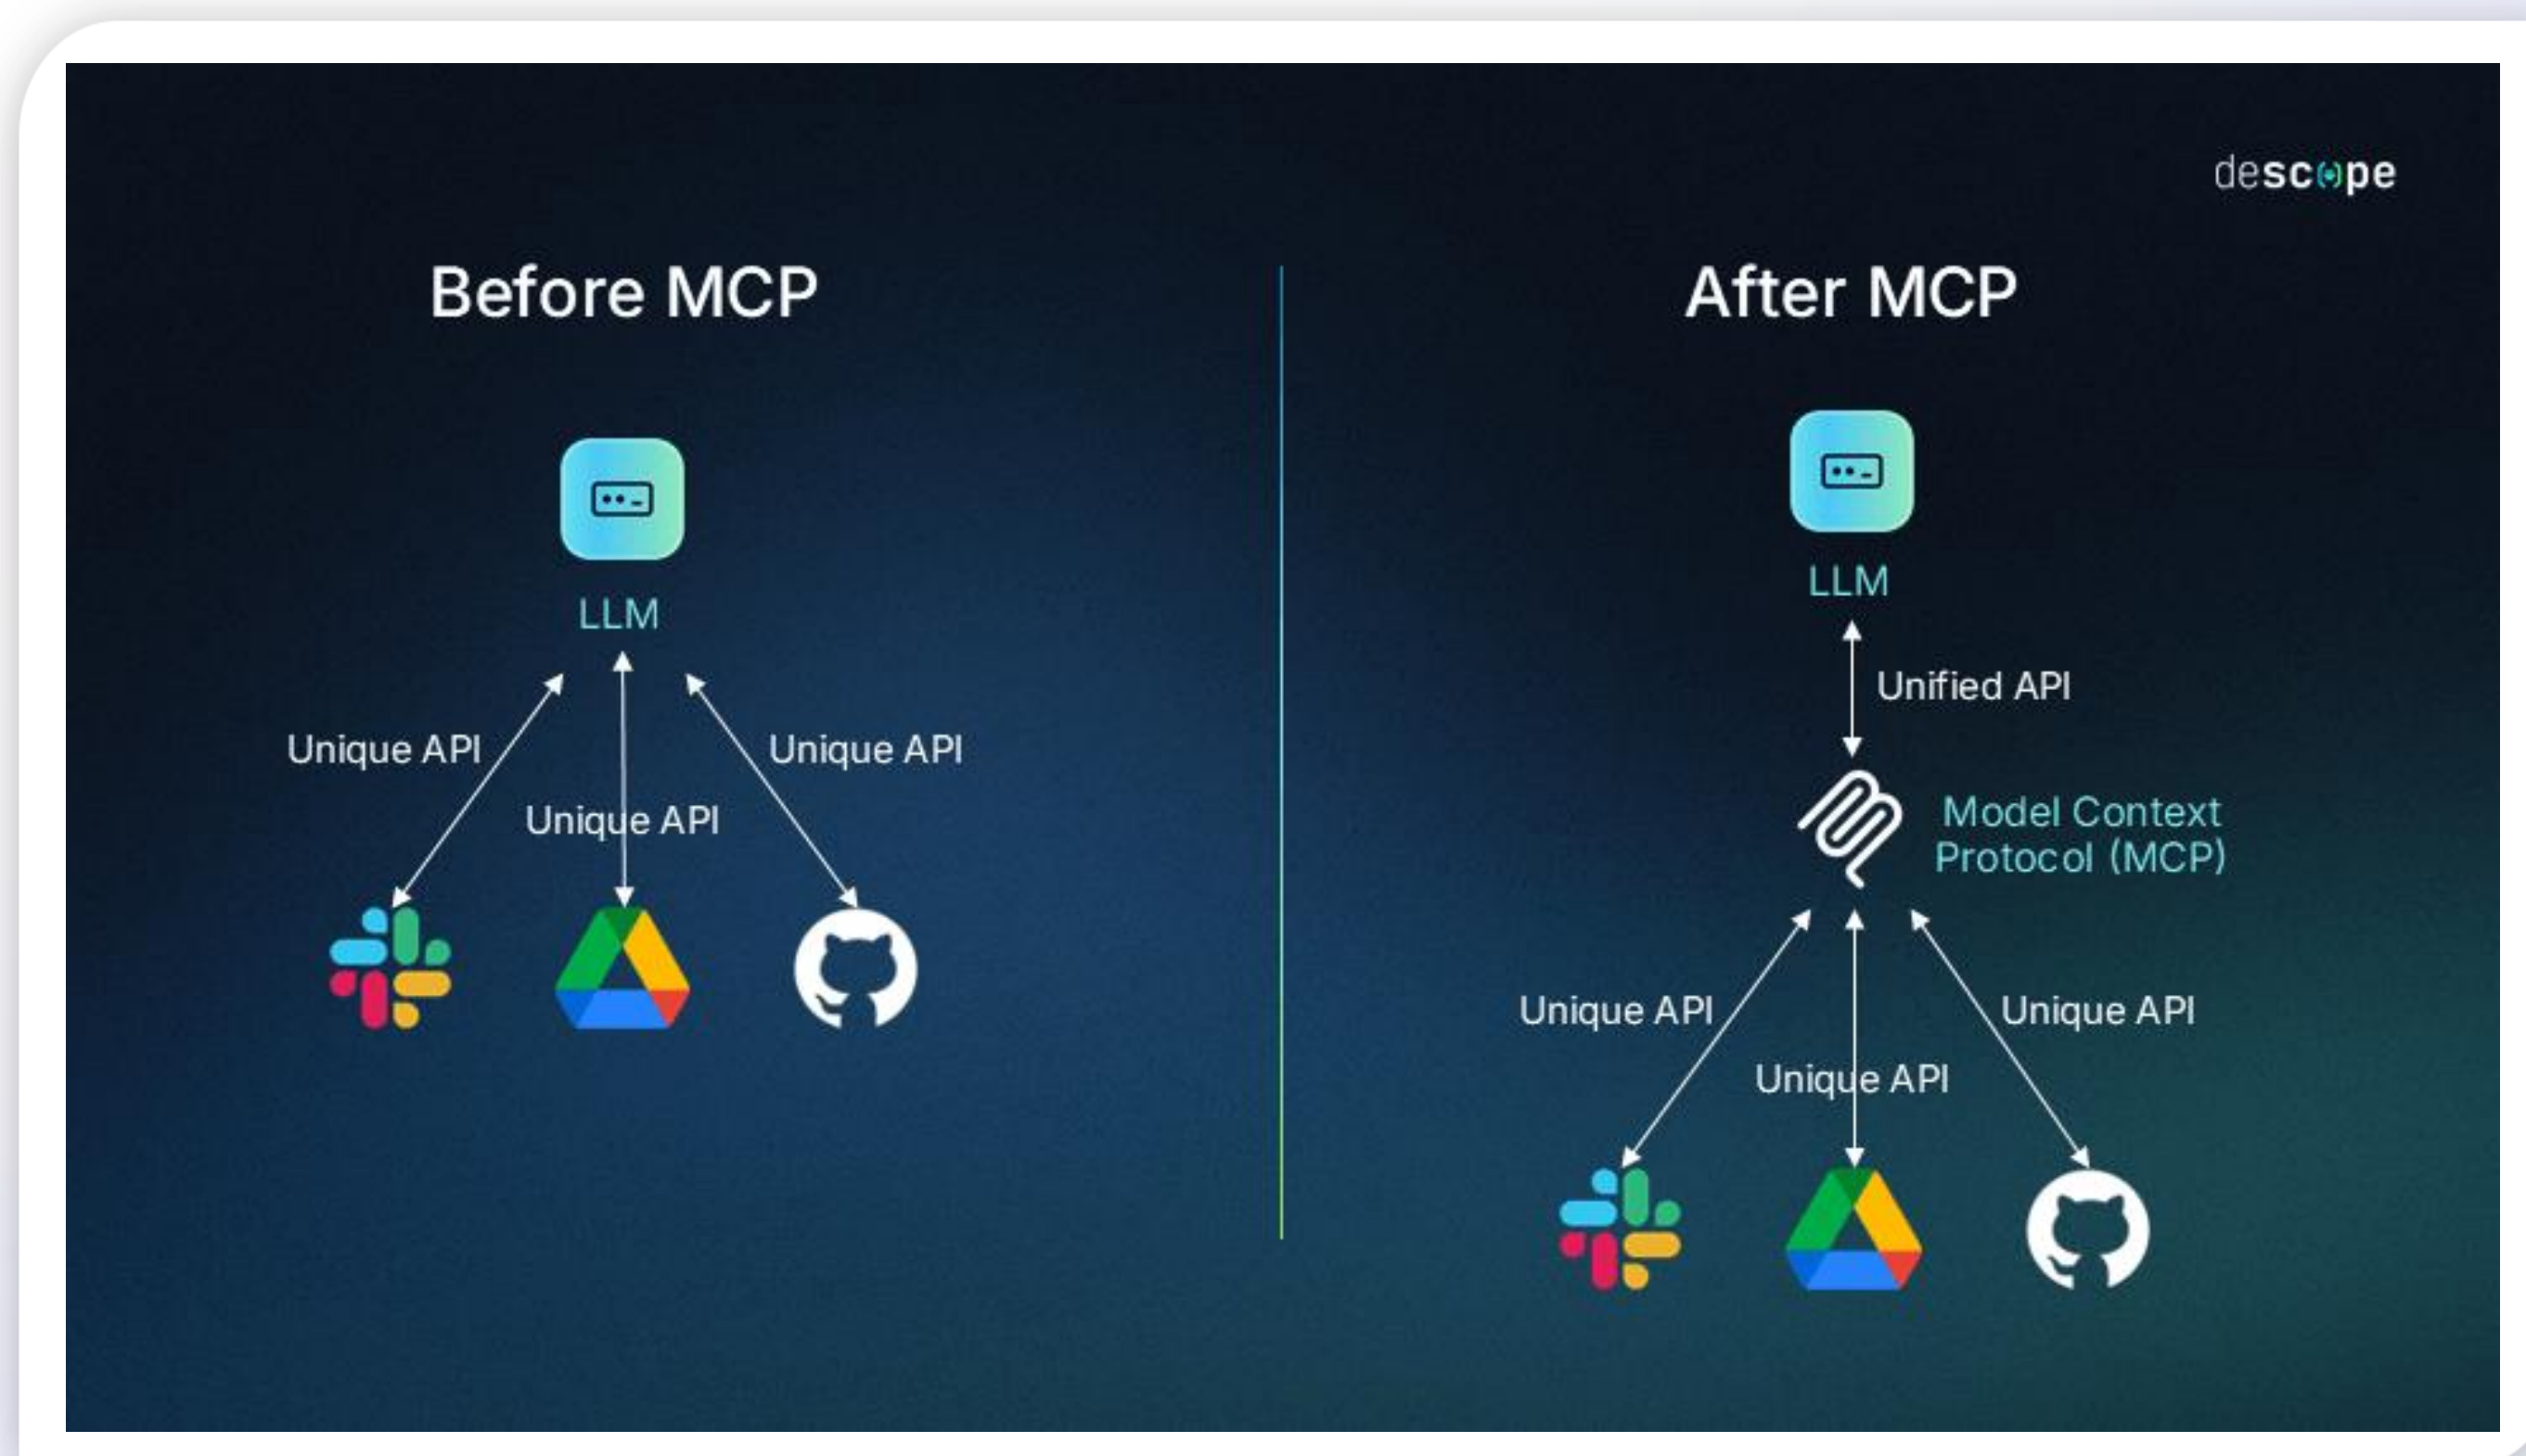 descope
Before MCP
After MCP
LLM
Unique API
Unique API
Unique API
LLM
Unified API
Model Context
Protocol (MCP)
Unique API
Unique API
Unique API